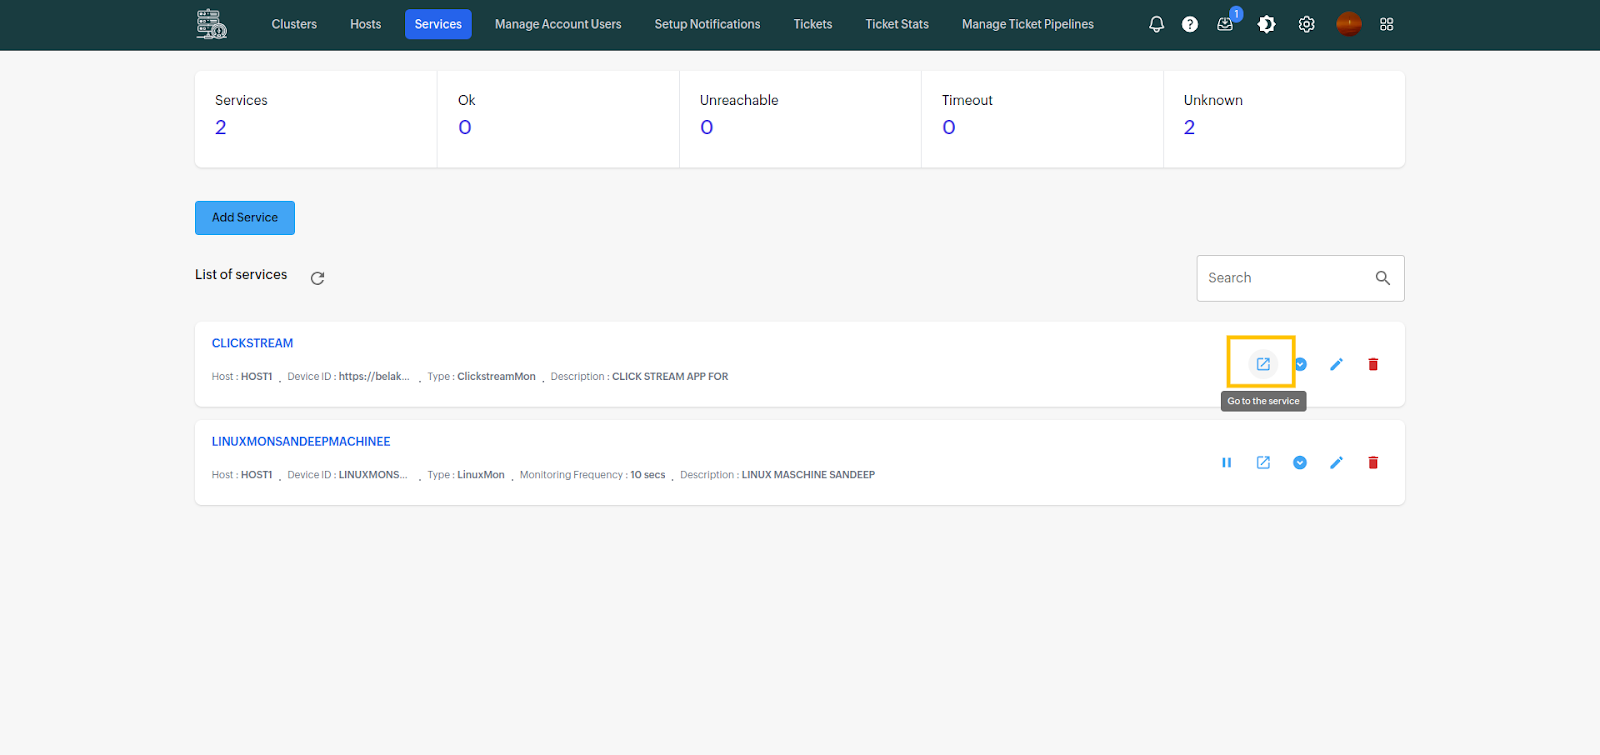 Clusters Hosts Services Manage Account Users Setup Notifications Tickets Ticket Stats Manage Ticket Pipelines 1
Services Ok Unreachable Timeout Unknown
2 0 0 0 2
Add Service
List of services Search
CLICKSTREAM
Host : HOST1 . Device ID : https://belak... . Type : ClickstreamMon . Description : CLICK STREAM APP FOR
Go to the service
LINUXMONSANDEEPMACHINEE
Host : HOST1 . Device ID : LINUXMONS... . Type : LinuxMon . Monitoring Frequency : 10 secs . Description : LINUX MASCHINE SANDEEP